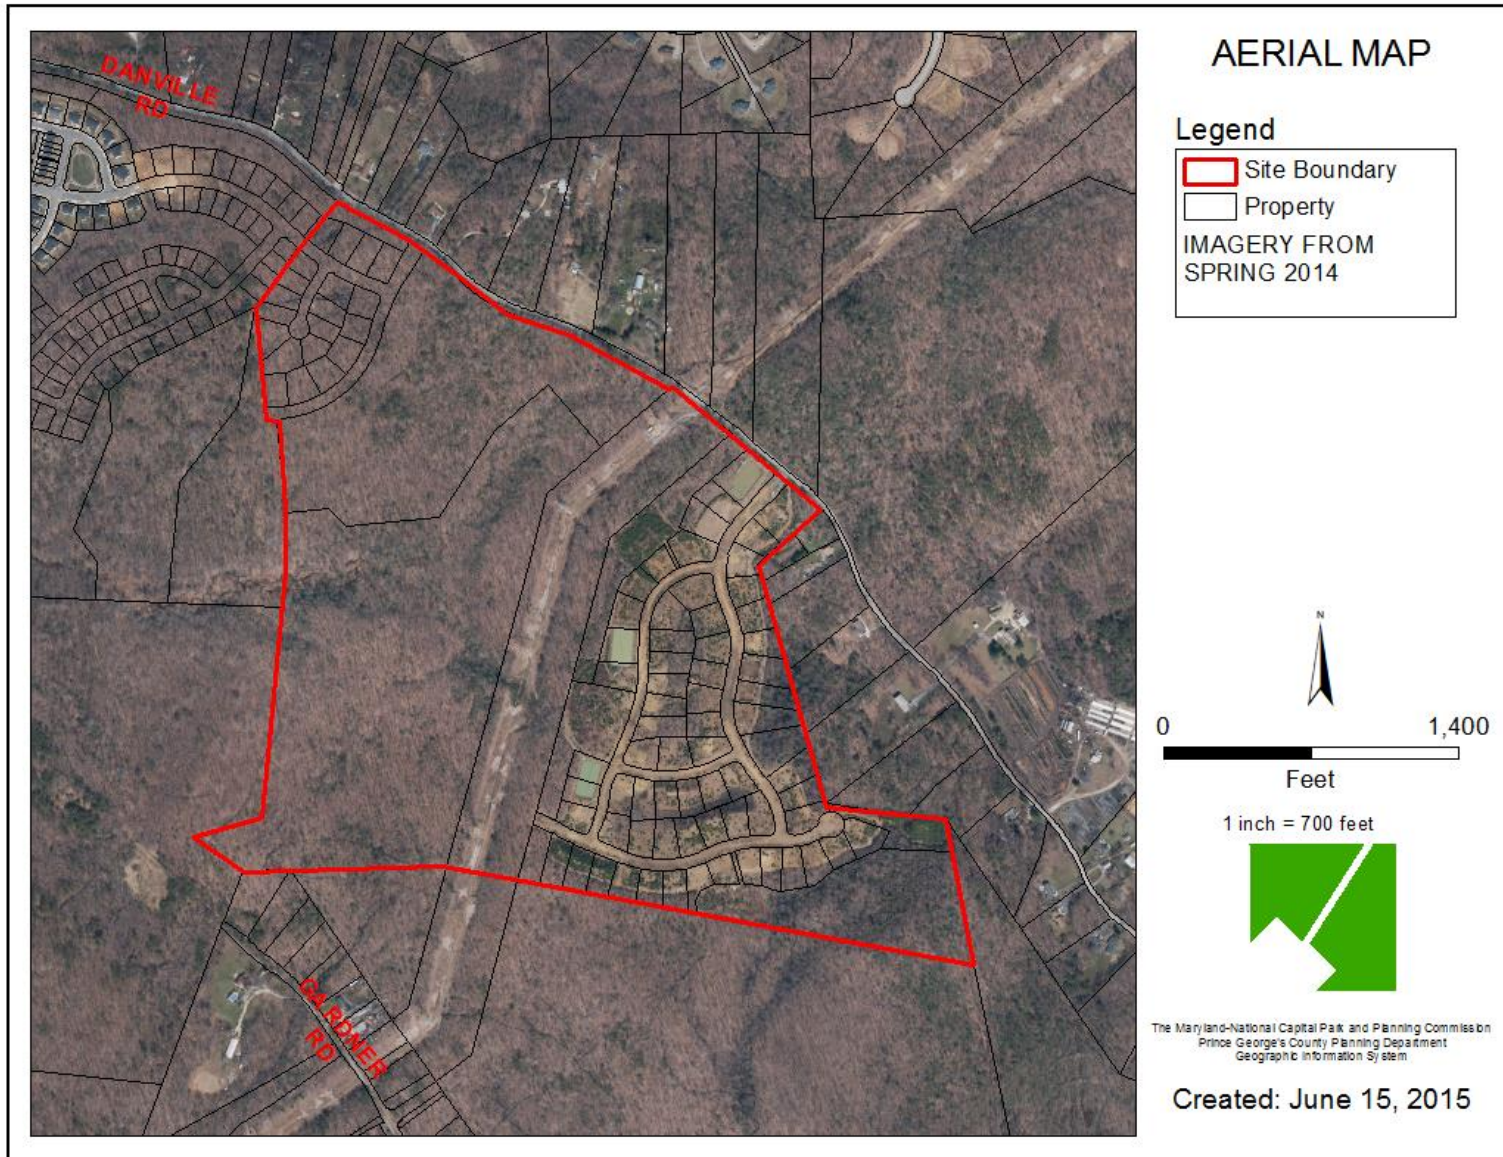 AERIAL MAP
Legend
Site Boundary
Property
IMAGERY FROM
SPRING 2014
DANVILLE
RD
GARDNER
RD
N
0 1,400
Feet
1 inch = 700 feet
The Maryland-National Capital Park and Planning Commission
Prince George's County Planning Department
Geographic Information System
Created: June 15, 2015